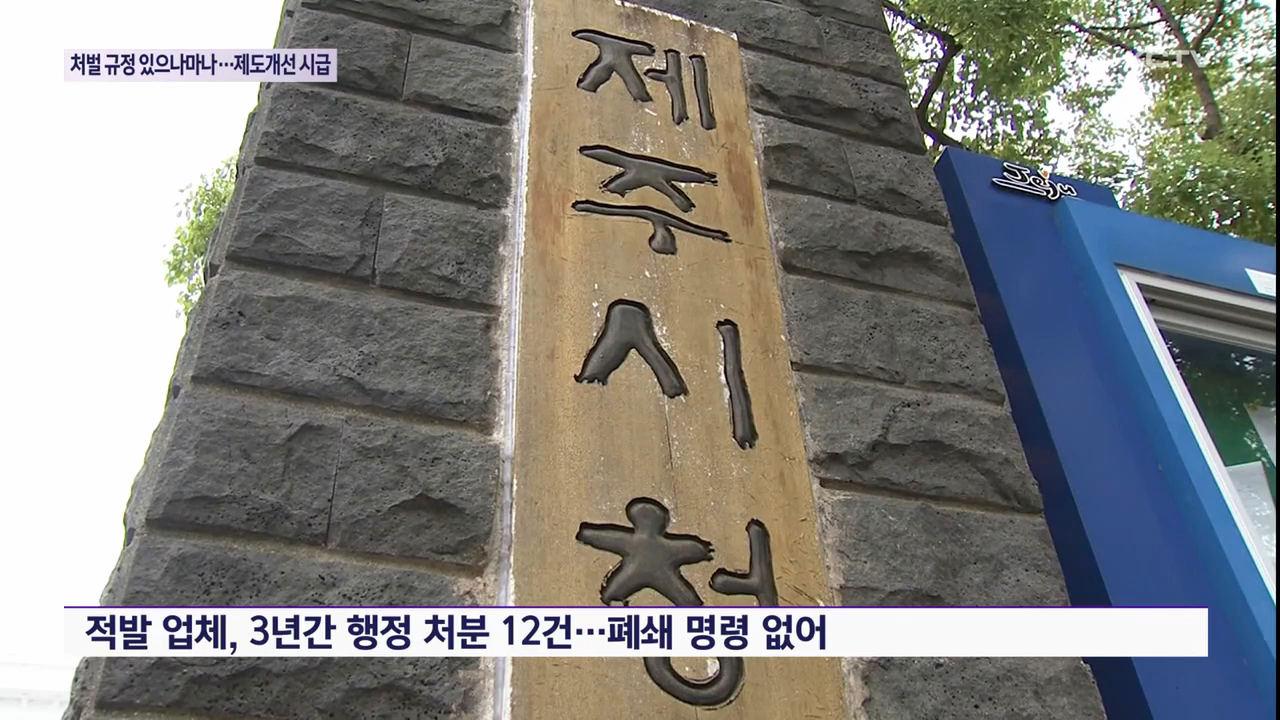 처벌 규정 있으나마나…제도개선 시급
제주시청
Jeju
적발 업체, 3년간 행정 처분 12건…폐쇄 명령 없어